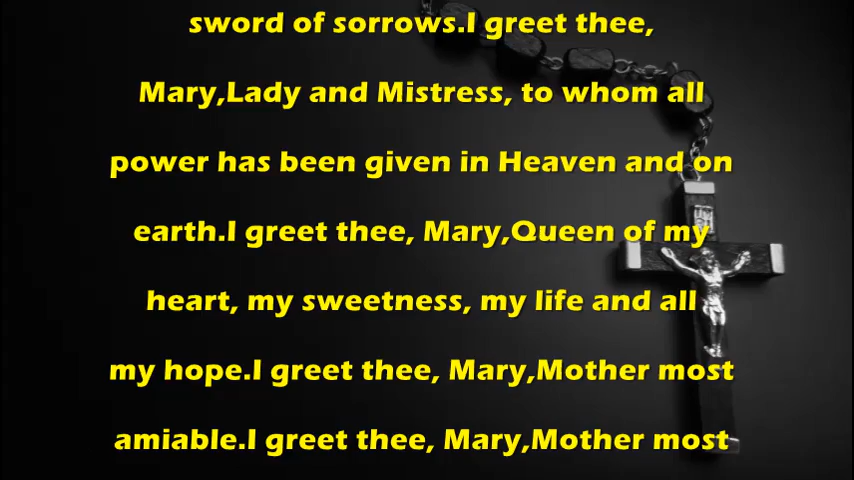 sword of sorrows.I greet thee,
Mary,Lady and Mistress, to whom all
power has been given in Heaven and on
earth.I greet thee, Mary,Queen of my
heart, my sweetness, my life and all
my hope.I greet thee, Mary,Mother most
amiable.I greet thee, Mary,Mother most